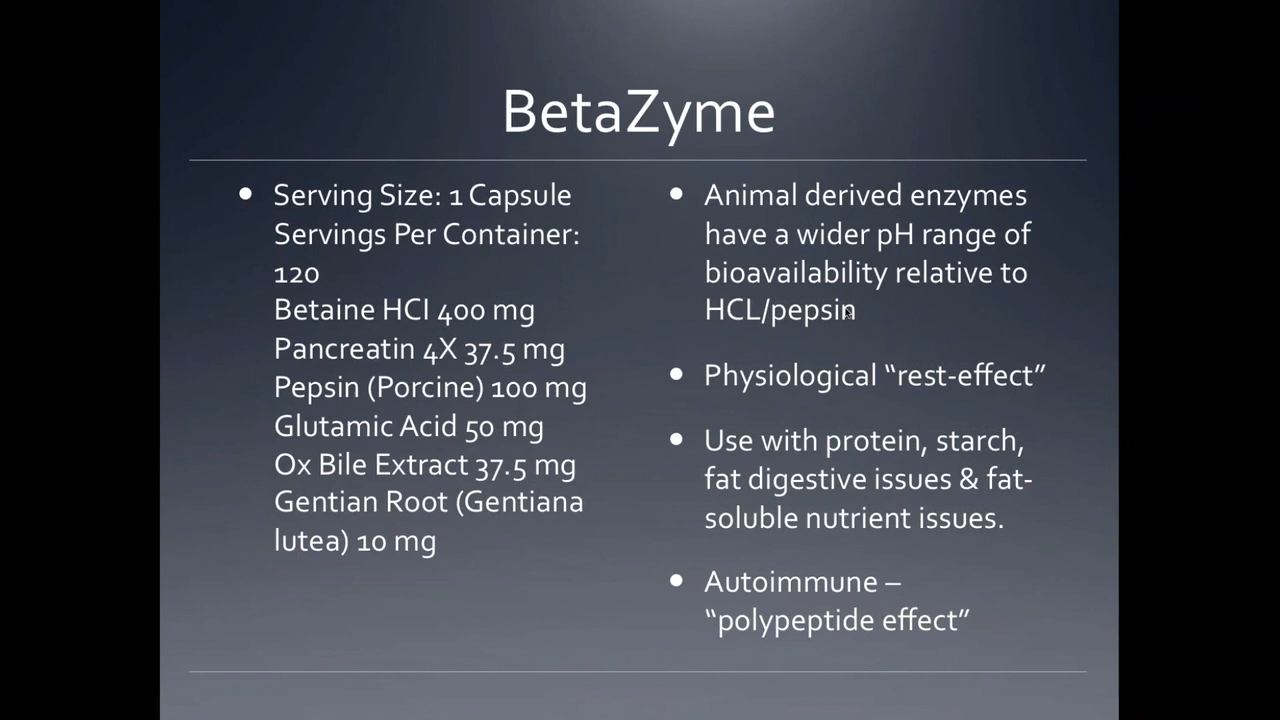 BetaZyme
Serving Size: 1 Capsule
Servings Per Container:
120
Betaine HCl 400 mg
Pancreatin 4X 37.5 mg
Pepsin (Porcine) 100 mg
Glutamic Acid 50 mg
Ox Bile Extract 37.5 mg
Gentian Root (Gentiana
lutea) 10 mg
Animal derived enzymes
have a wider pH range of
bioavailability relative to
HCL/pepsin
Physiological “rest-effect”
Use with protein, starch,
fat digestive issues & fat-
soluble nutrient issues.
Autoimmune –
“polypeptide effect”